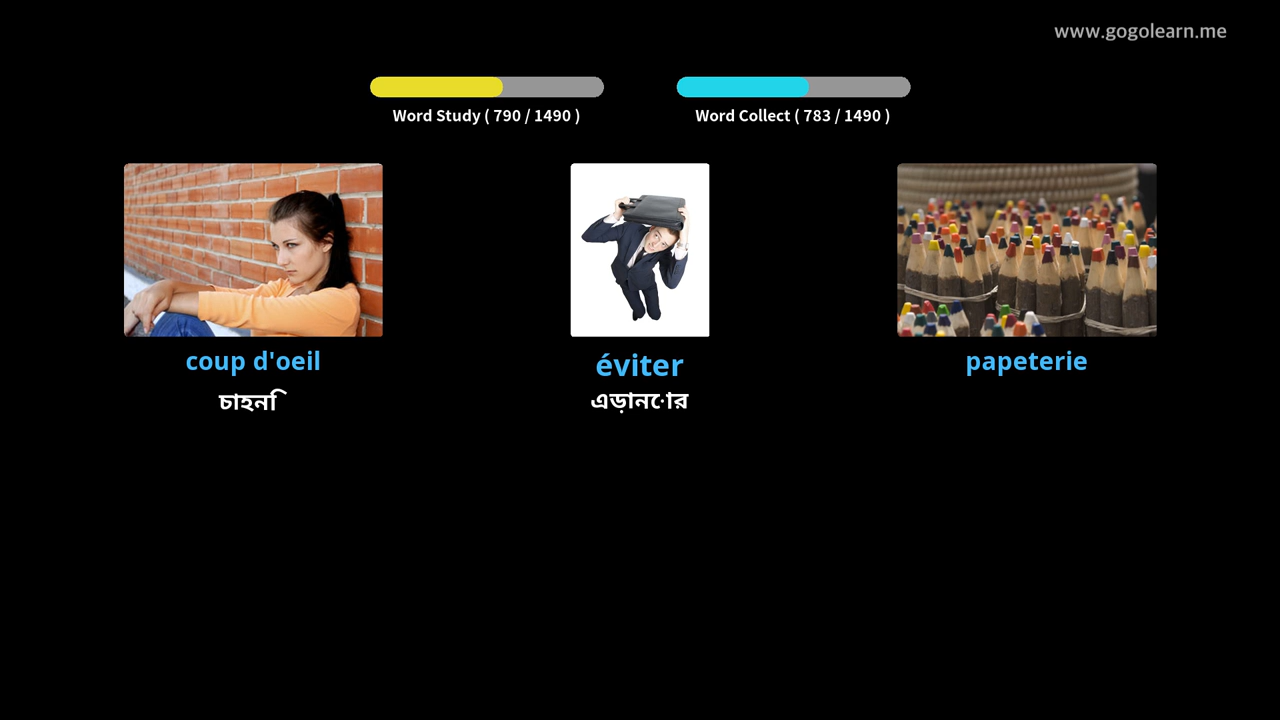 www.gogolearn.me
Word Study ( 790 / 1490 )
Word Collect ( 783 / 1490 )
coup d'oeil
éviter
papeterie
চাহনি
এড়ানোর